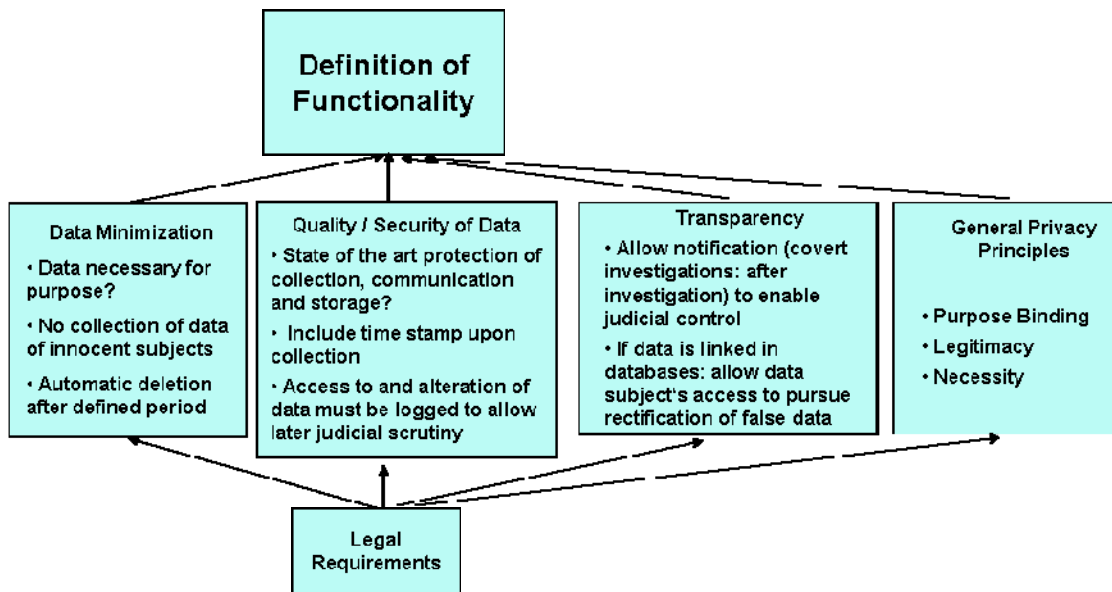 Definition of
Functionality
Data Minimization
• Data necessary for
purpose?
• No collection of data
of innocent subjects
• Automatic deletion
after defined period
Quality / Security of Data
• State of the art protection of
collection, communication
and storage?
• Include time stamp upon
collection
• Access to and alteration of
data must be logged to allow
later judicial scrutiny
Transparency
• Allow notification (covert
investigations: after
investigation) to enable
judicial control
• If data is linked in
databases: allow data
subject‘s access to pursue
rectification of false data
General Privacy
Principles
• Purpose Binding
• Legitimacy
• Necessity
Legal
Requirements